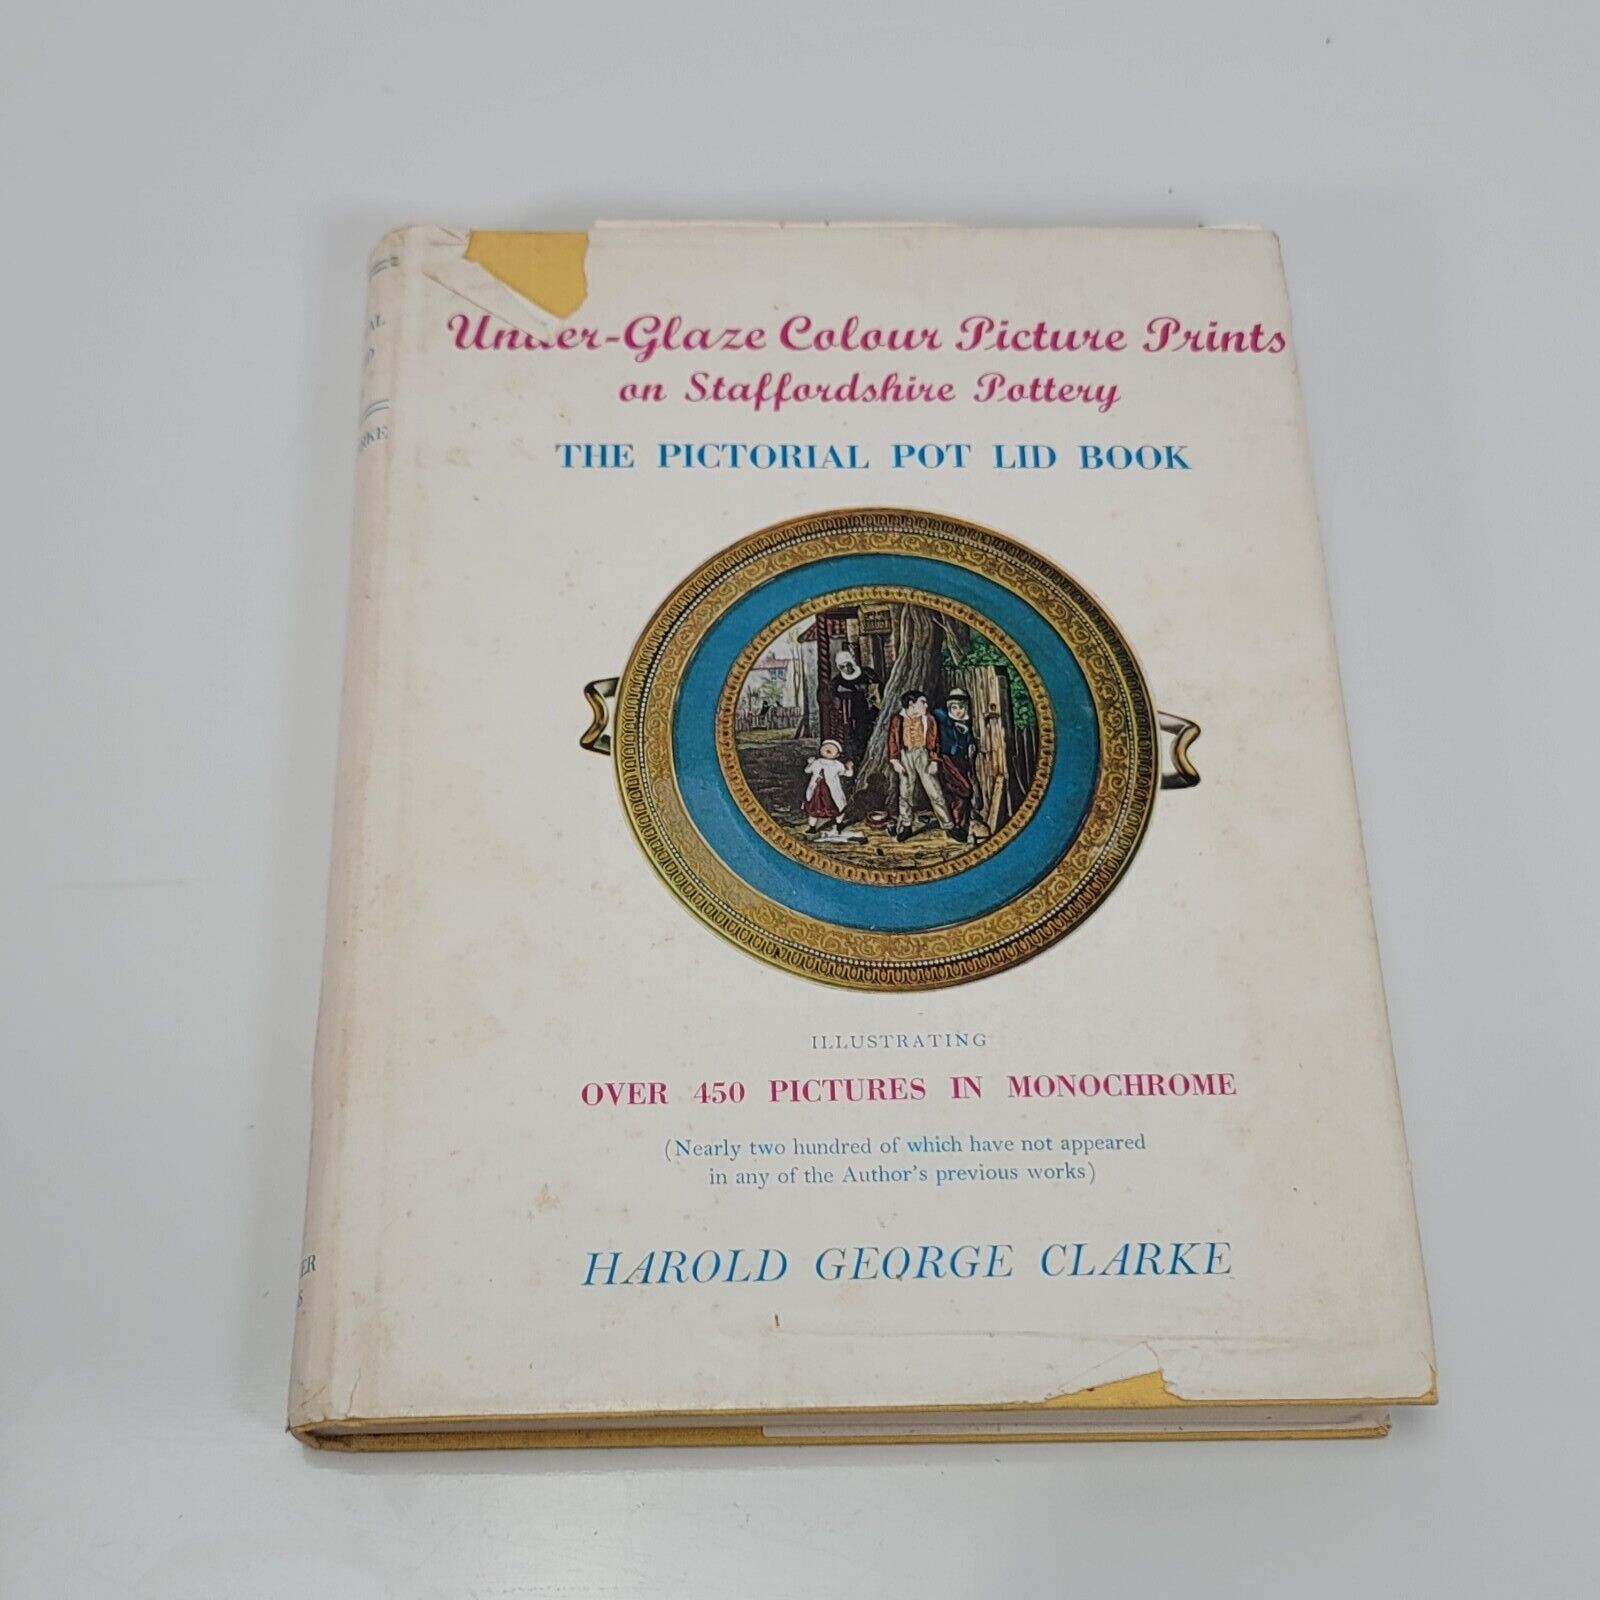 Under-Glaze Colour Picture Prints
on Staffordshire Pottery
THE PICTORIAL POT LID BOOK
ILLUSTRATING
OVER 450 PICTURES IN MONOCHROME
(Nearly two hundred of which have not appeared
in any of the Author's previous works)
HAROLD GEORGE CLARKE